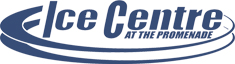 Ice Centre
AT THE PROMENADE